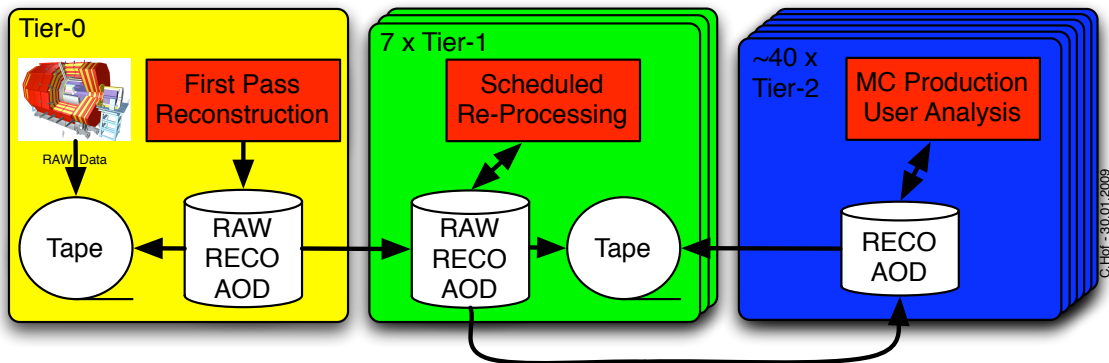 Tier-0
RAW Data
First Pass
Reconstruction
Tape
RAW
RECO
AOD
7 x Tier-1
Scheduled
Re-Processing
RAW
RECO
AOD
Tape
~40 x
Tier-2
MC Production
User Analysis
RECO
AOD
C.Hof - 30.01.2009